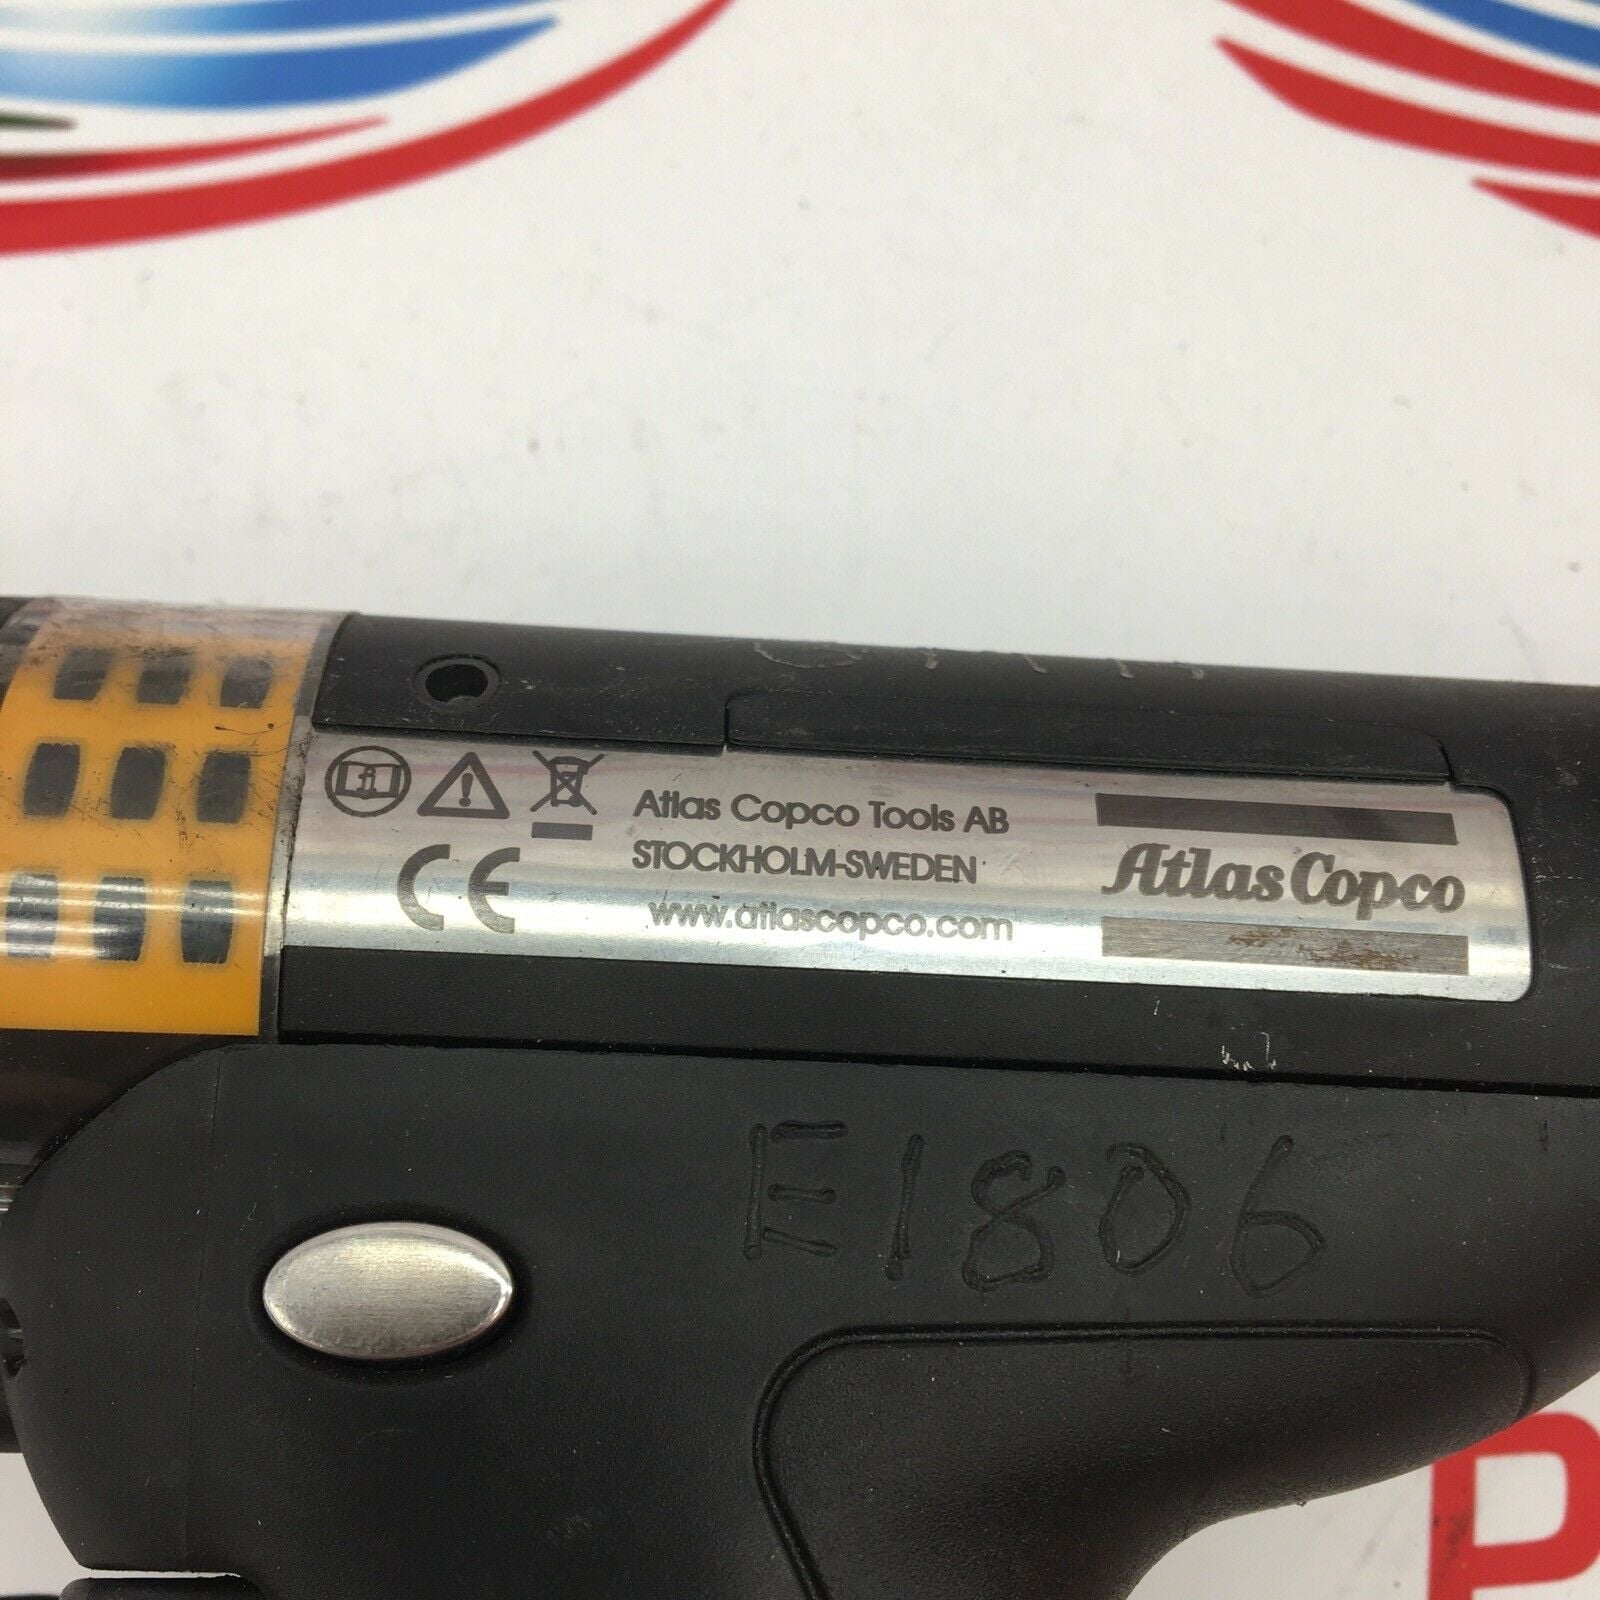 Atlas Copco Tools AB
STOCKHOLM-SWEDEN
www.atlascopco.com
CE
Atlas Copco
E1806
P